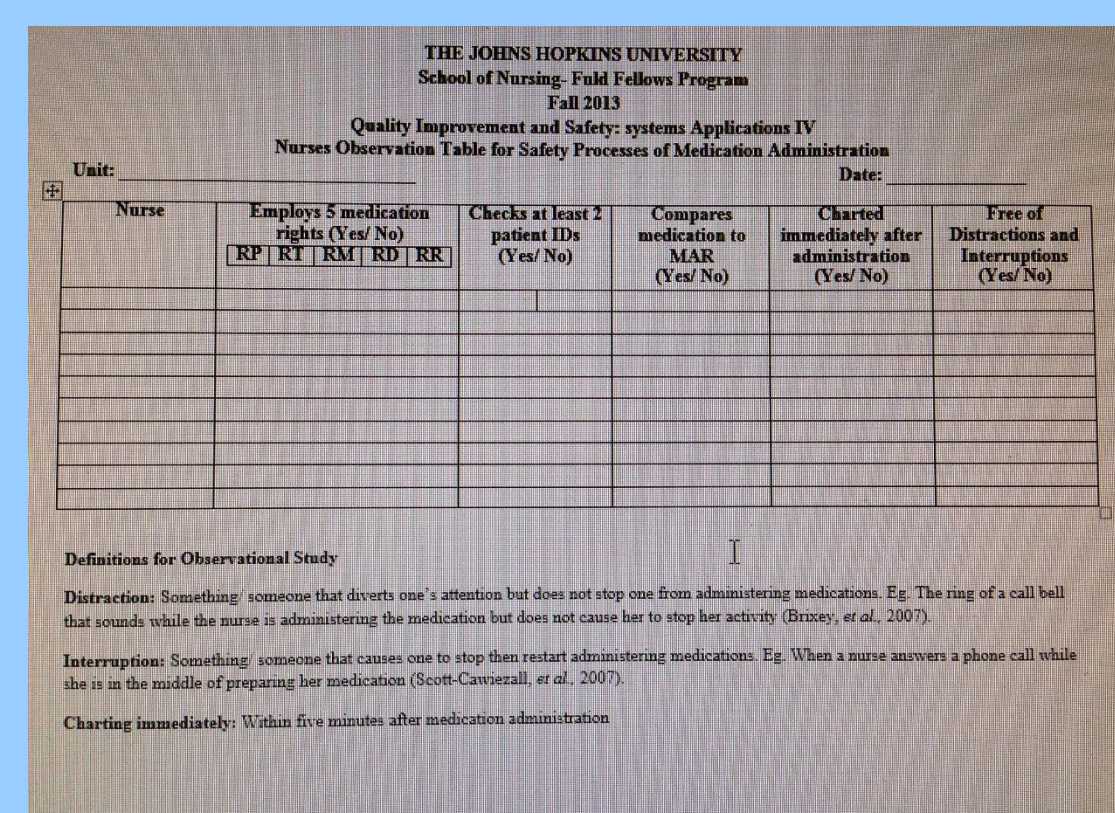 THE JOHNS HOPKINS UNIVERSITY
School of Nursing- Fuld Fellows Program
Fall 2013
Quality Improvement and Safety: systems Applications IV
Nurses Observation Table for Safety Processes of Medication Administration
Unit: Date:
Nurse
Employs 5 medication
rights (Yes/ No)
RP RT RM RD RR
Checks at least 2
patient IDs
(Yes/ No)
Compares
medication to
MAR
(Yes/ No)
Charted
immediately after
administration
(Yes/ No)
Free of
Distractions and
Interruptions
(Yes/ No)
Definitions for Observational Study
Distraction: Something/ someone that diverts one's attention but does not stop one from administering medications. Eg. The ring of a call bell
that sounds while the nurse is administering the medication but does not cause her to stop her activity (Brixey, et al., 2007).
Interruption: Something/ someone that causes one to stop then restart administering medications. Eg. When a nurse answers a phone call while
she is in the middle of preparing her medication (Scott-Cawiezall, et al., 2007).
Charting immediately: Within five minutes after medication administration